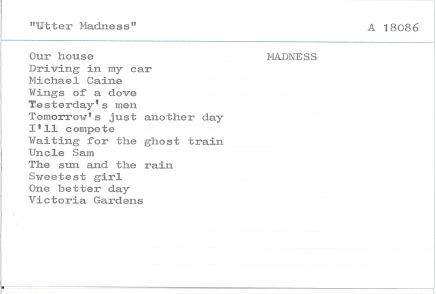 "Utter Madness" A 18086
Our house MADNESS
Driving in my car
Michael Caine
Wings of a dove
Yesterday's men
Tomorrow's just another day
I'll compete
Waiting for the ghost train
Uncle Sam
The sun and the rain
Sweetest girl
One better day
Victoria Gardens